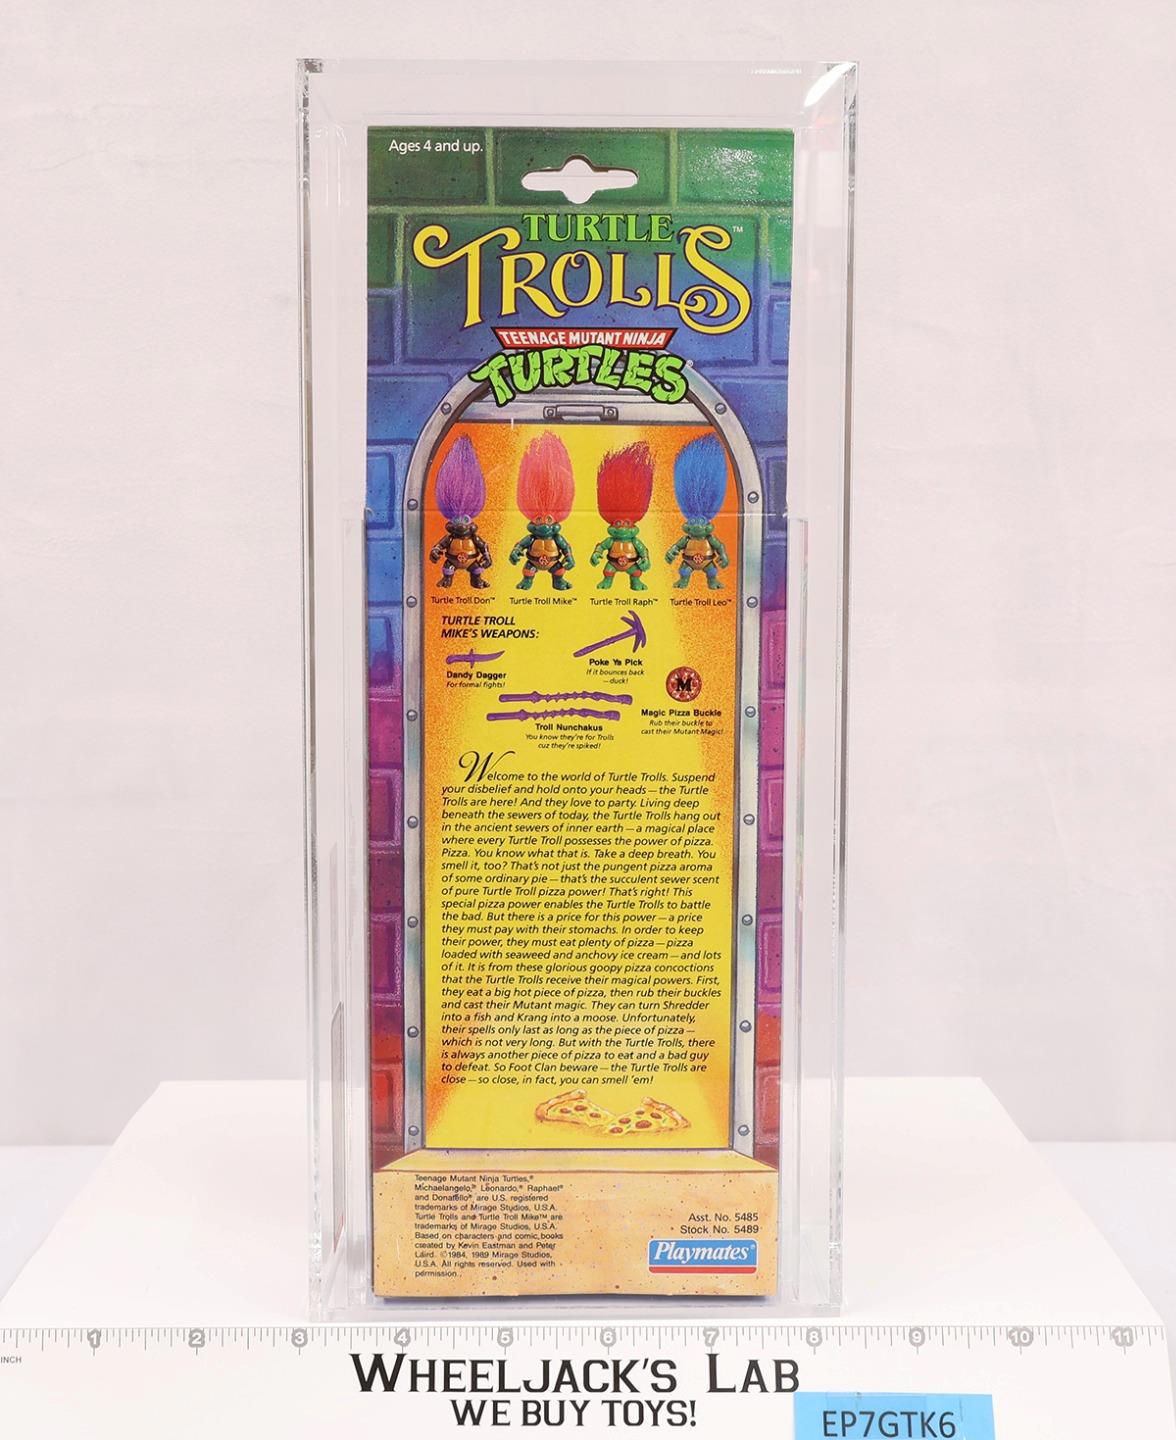 Ages 4 and up.
TURTLE
TROLLS™
TEENAGE MUTANT NINJA
TURTLES®
Turtle Troll Don™
Turtle Troll Mike™
Turtle Troll Raph™
Turtle Troll Leo™
TURTLE TROLL
MIKE'S WEAPONS:
Dandy Dagger
For formal fights!
Poke Ya Pick
If it bounces back
—duck!
M
Magic Pizza Buckle
Rub their buckle to
cast their Mutant Magic!
Troll Nunchakus
You know they're for Trolls
cuz they're spiked!
Welcome to the world of Turtle Trolls. Suspend
your disbelief and hold onto your heads—the Turtle
Trolls are here! And they love to party. Living deep
beneath the sewers of today, the Turtle Trolls hang out
in the ancient sewers of inner earth—a magical place
where every Turtle Troll possesses the power of pizza.
Pizza. You know what that is. Take a deep breath. You
smell it, too? That's not just the pungent pizza aroma
of some ordinary pie—that's the succulent sewer scent
of pure Turtle Troll pizza power! That's right! This
special pizza power enables the Turtle Trolls to battle
the bad. But there is a price for this power—a price
they must pay with their stomachs. In order to keep
their power, they must eat plenty of pizza—pizza
loaded with seaweed and anchovy ice cream—and lots
of it. It is from these glorious goopy pizza concoctions
that the Turtle Trolls receive their magical powers. First,
they eat a big hot piece of pizza, then rub their buckles
and cast their Mutant magic. They can turn Shredder
into a fish and Krang into a moose. Unfortunately,
their spells only last as long as the piece of pizza—
which is not very long. But with the Turtle Trolls, there
is always another piece of pizza to eat and a bad guy
to defeat. So Foot Clan beware—the Turtle Trolls are
close—so close, in fact, you can smell 'em!
Teenage Mutant Ninja Turtles,®
Michaelangelo,® Leonardo,® Raphael®
and Donatello® are U.S. registered
trademarks of Mirage Studios, U.S.A.
Turtle Trolls and Turtle Troll Mike™ are
trademarks of Mirage Studios, U.S.A.
Based on characters and comic books
created by Kevin Eastman and Peter
Laird. ©1984, 1989 Mirage Studios,
U.S.A. All rights reserved. Used with
permission.
Asst. No. 5485
Stock No. 5489
Playmates®
1 2 3 4 5 6 7 8 9 10 11
INCH
WHEELJACK'S LAB
WE BUY TOYS!
EP7GTK6